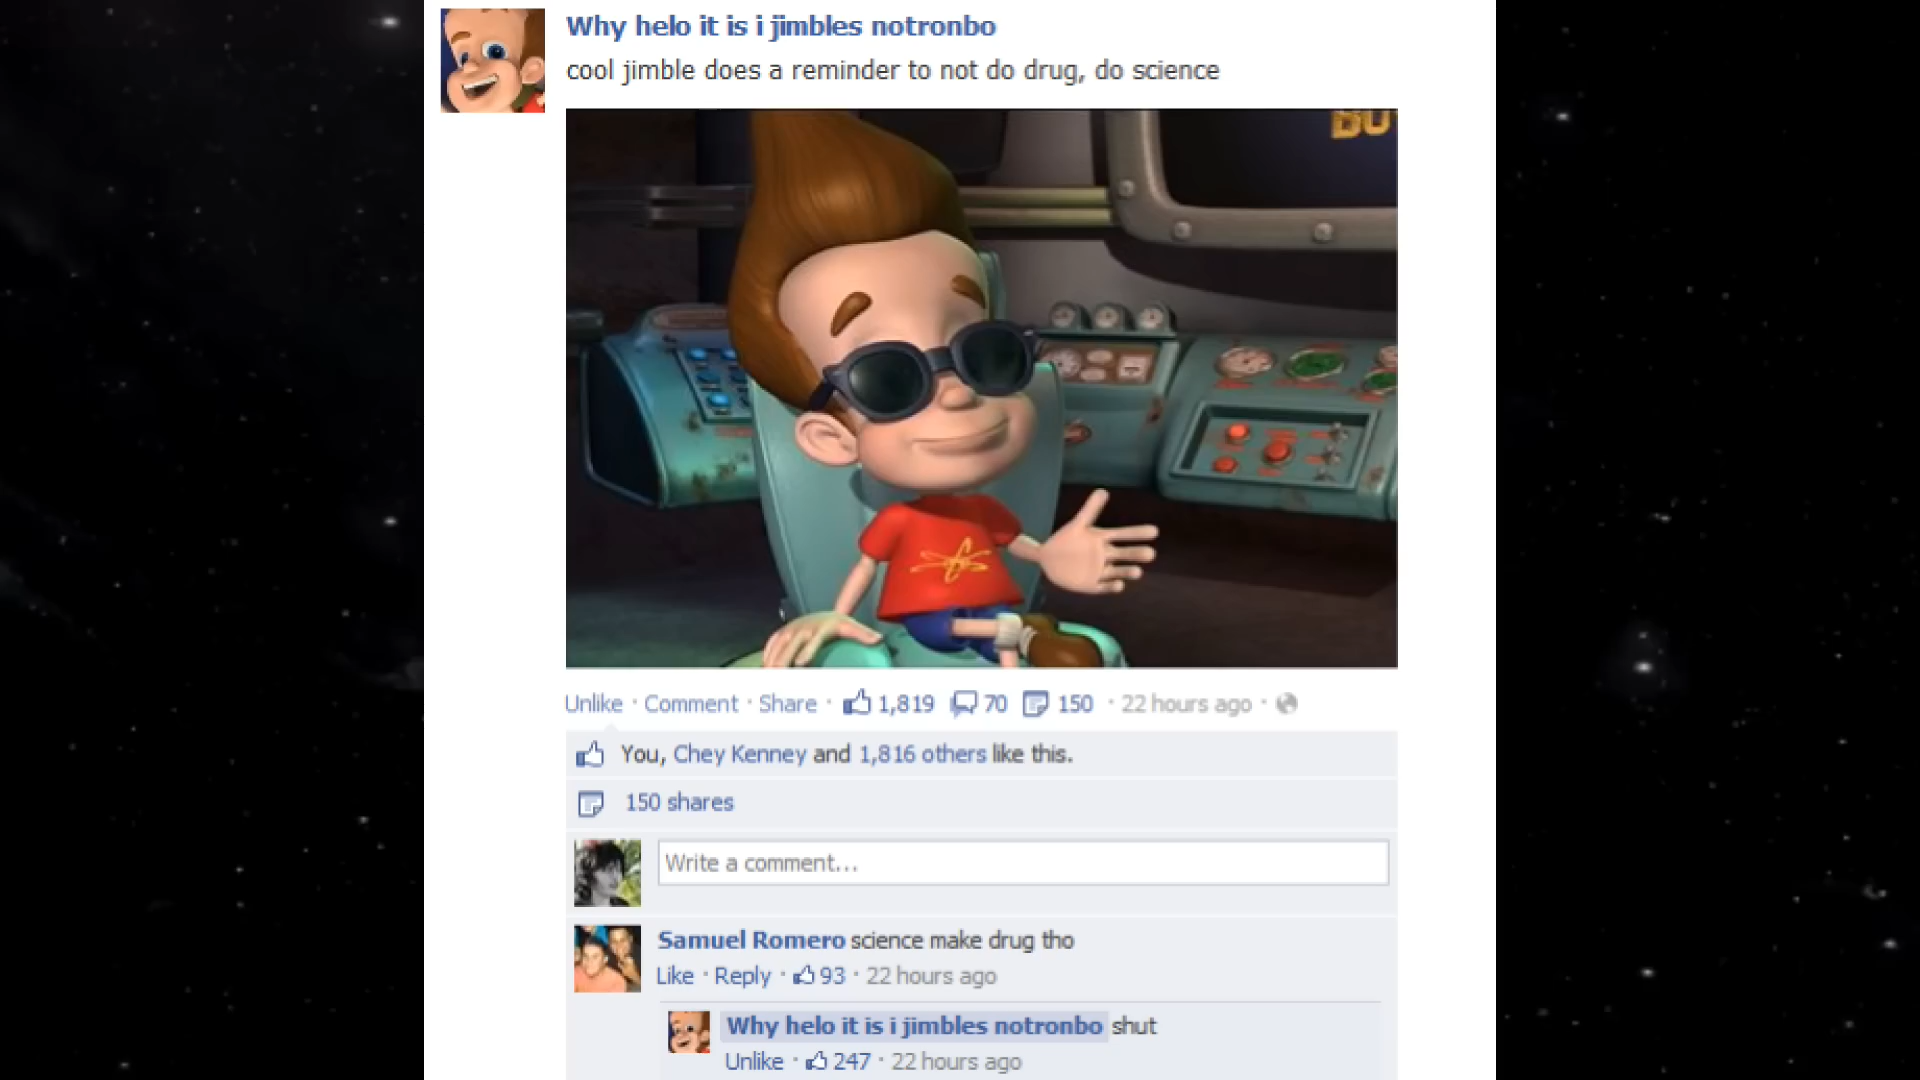 Why helo it is i jimbles notronbo
cool jimble does a reminder to not do drug, do science
BO
Unlike · Comment · Share · 1,819 70 150 · 22 hours ago ·
You, Chey Kenney and 1,816 others like this.
150 shares
Write a comment...
Samuel Romero science make drug tho
Like · Reply · 93 · 22 hours ago
Why helo it is i jimbles notronbo shut
Unlike · 247 · 22 hours ago